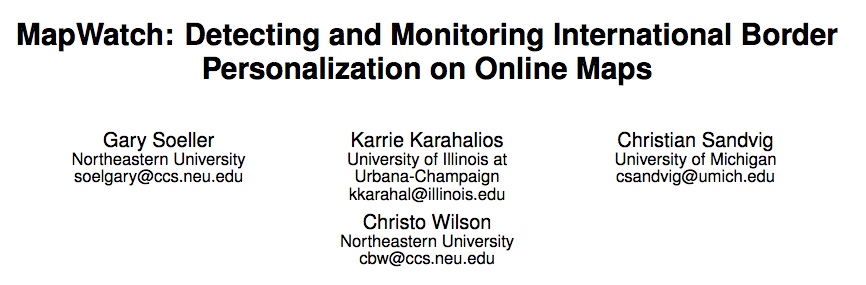 MapWatch: Detecting and Monitoring International Border
Personalization on Online Maps
Gary Soeller
Northeastern University
soelgary@ccs.neu.edu
Karrie Karahalios
University of Illinois at
Urbana-Champaign
kkarahal@illinois.edu
Christian Sandvig
University of Michigan
csandvig@umich.edu
Christo Wilson
Northeastern University
cbw@ccs.neu.edu